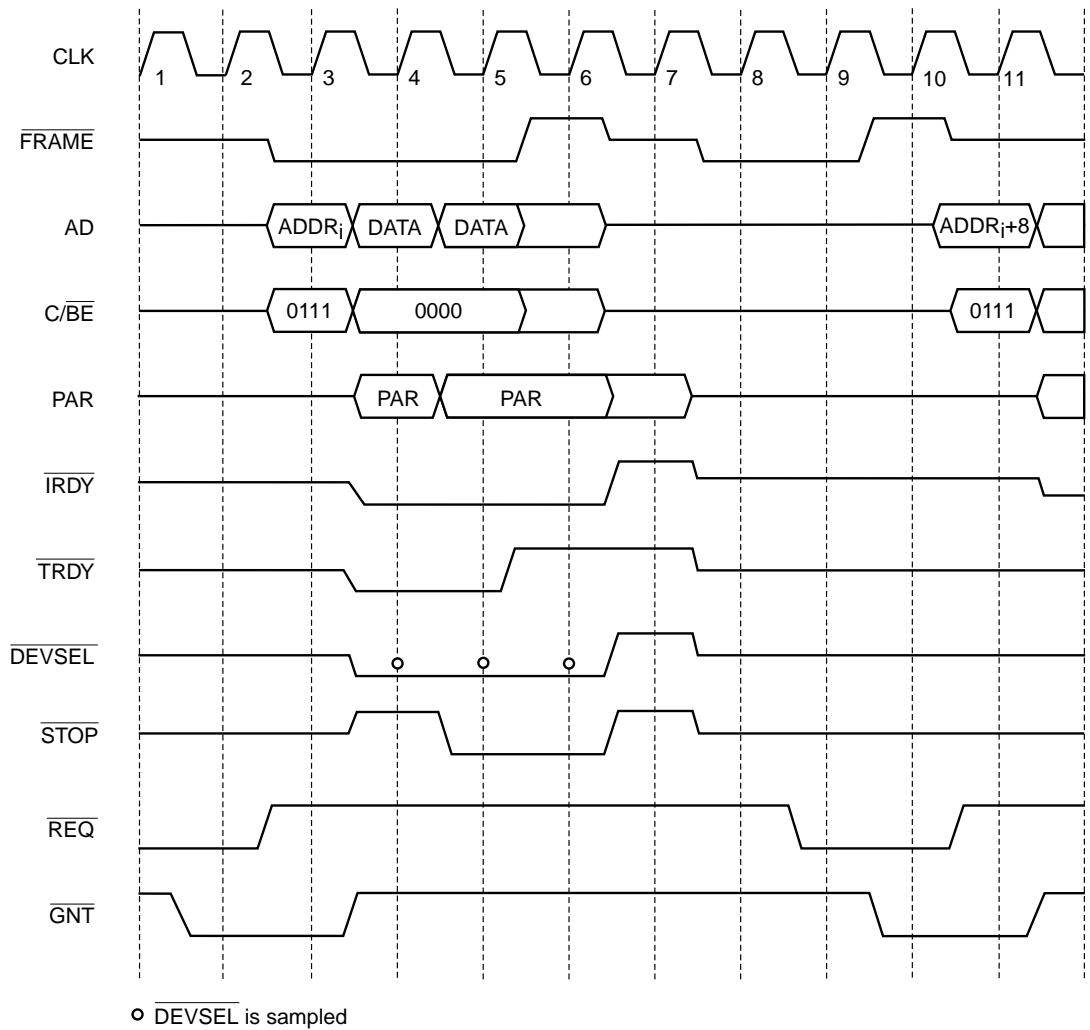 CLK
1 2 3 4 5 6 7 8 9 10 11
FRAME
AD
ADDRi DATA DATA ADDRi+8
C/BE
0111 0000 0111
PAR
PAR PAR
IRDY
TRDY
DEVSEL
STOP
REQ
GNT
DEVSEL is sampled